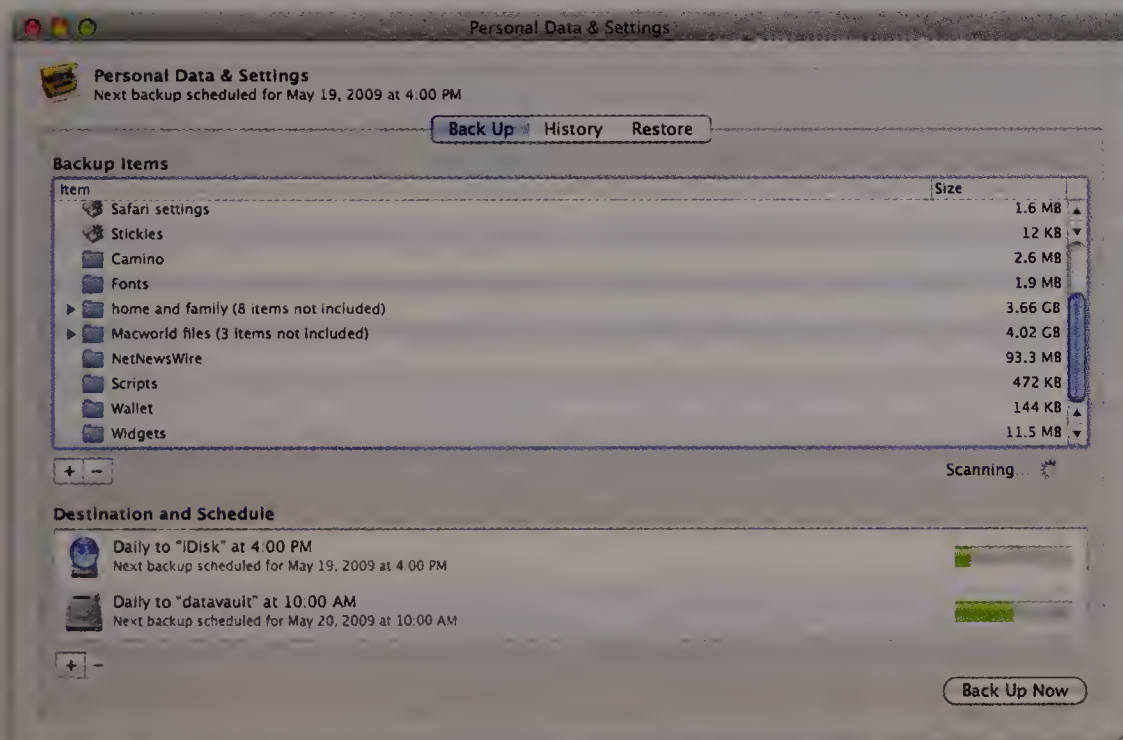 Personal Data & Settings
Personal Data & Settings
Next backup scheduled for May 19, 2009 at 4:00 PM
Back Up History Restore
Backup Items
Item Size
Safari settings 1.6 MB
Stickies 12 KB
Camino 2.6 MB
Fonts 1.9 MB
home and family (8 items not included) 3.66 GB
Macworld files (3 items not included) 4.02 GB
NetNewsWire 93.3 MB
Scripts 472 KB
Wallet 144 KB
Widgets 11.5 MB
+ − Scanning...
Destination and Schedule
Daily to "iDisk" at 4:00 PM
Next backup scheduled for May 19, 2009 at 4:00 PM
Daily to "datavault" at 10:00 AM
Next backup scheduled for May 20, 2009 at 10:00 AM
+ −
Back Up Now